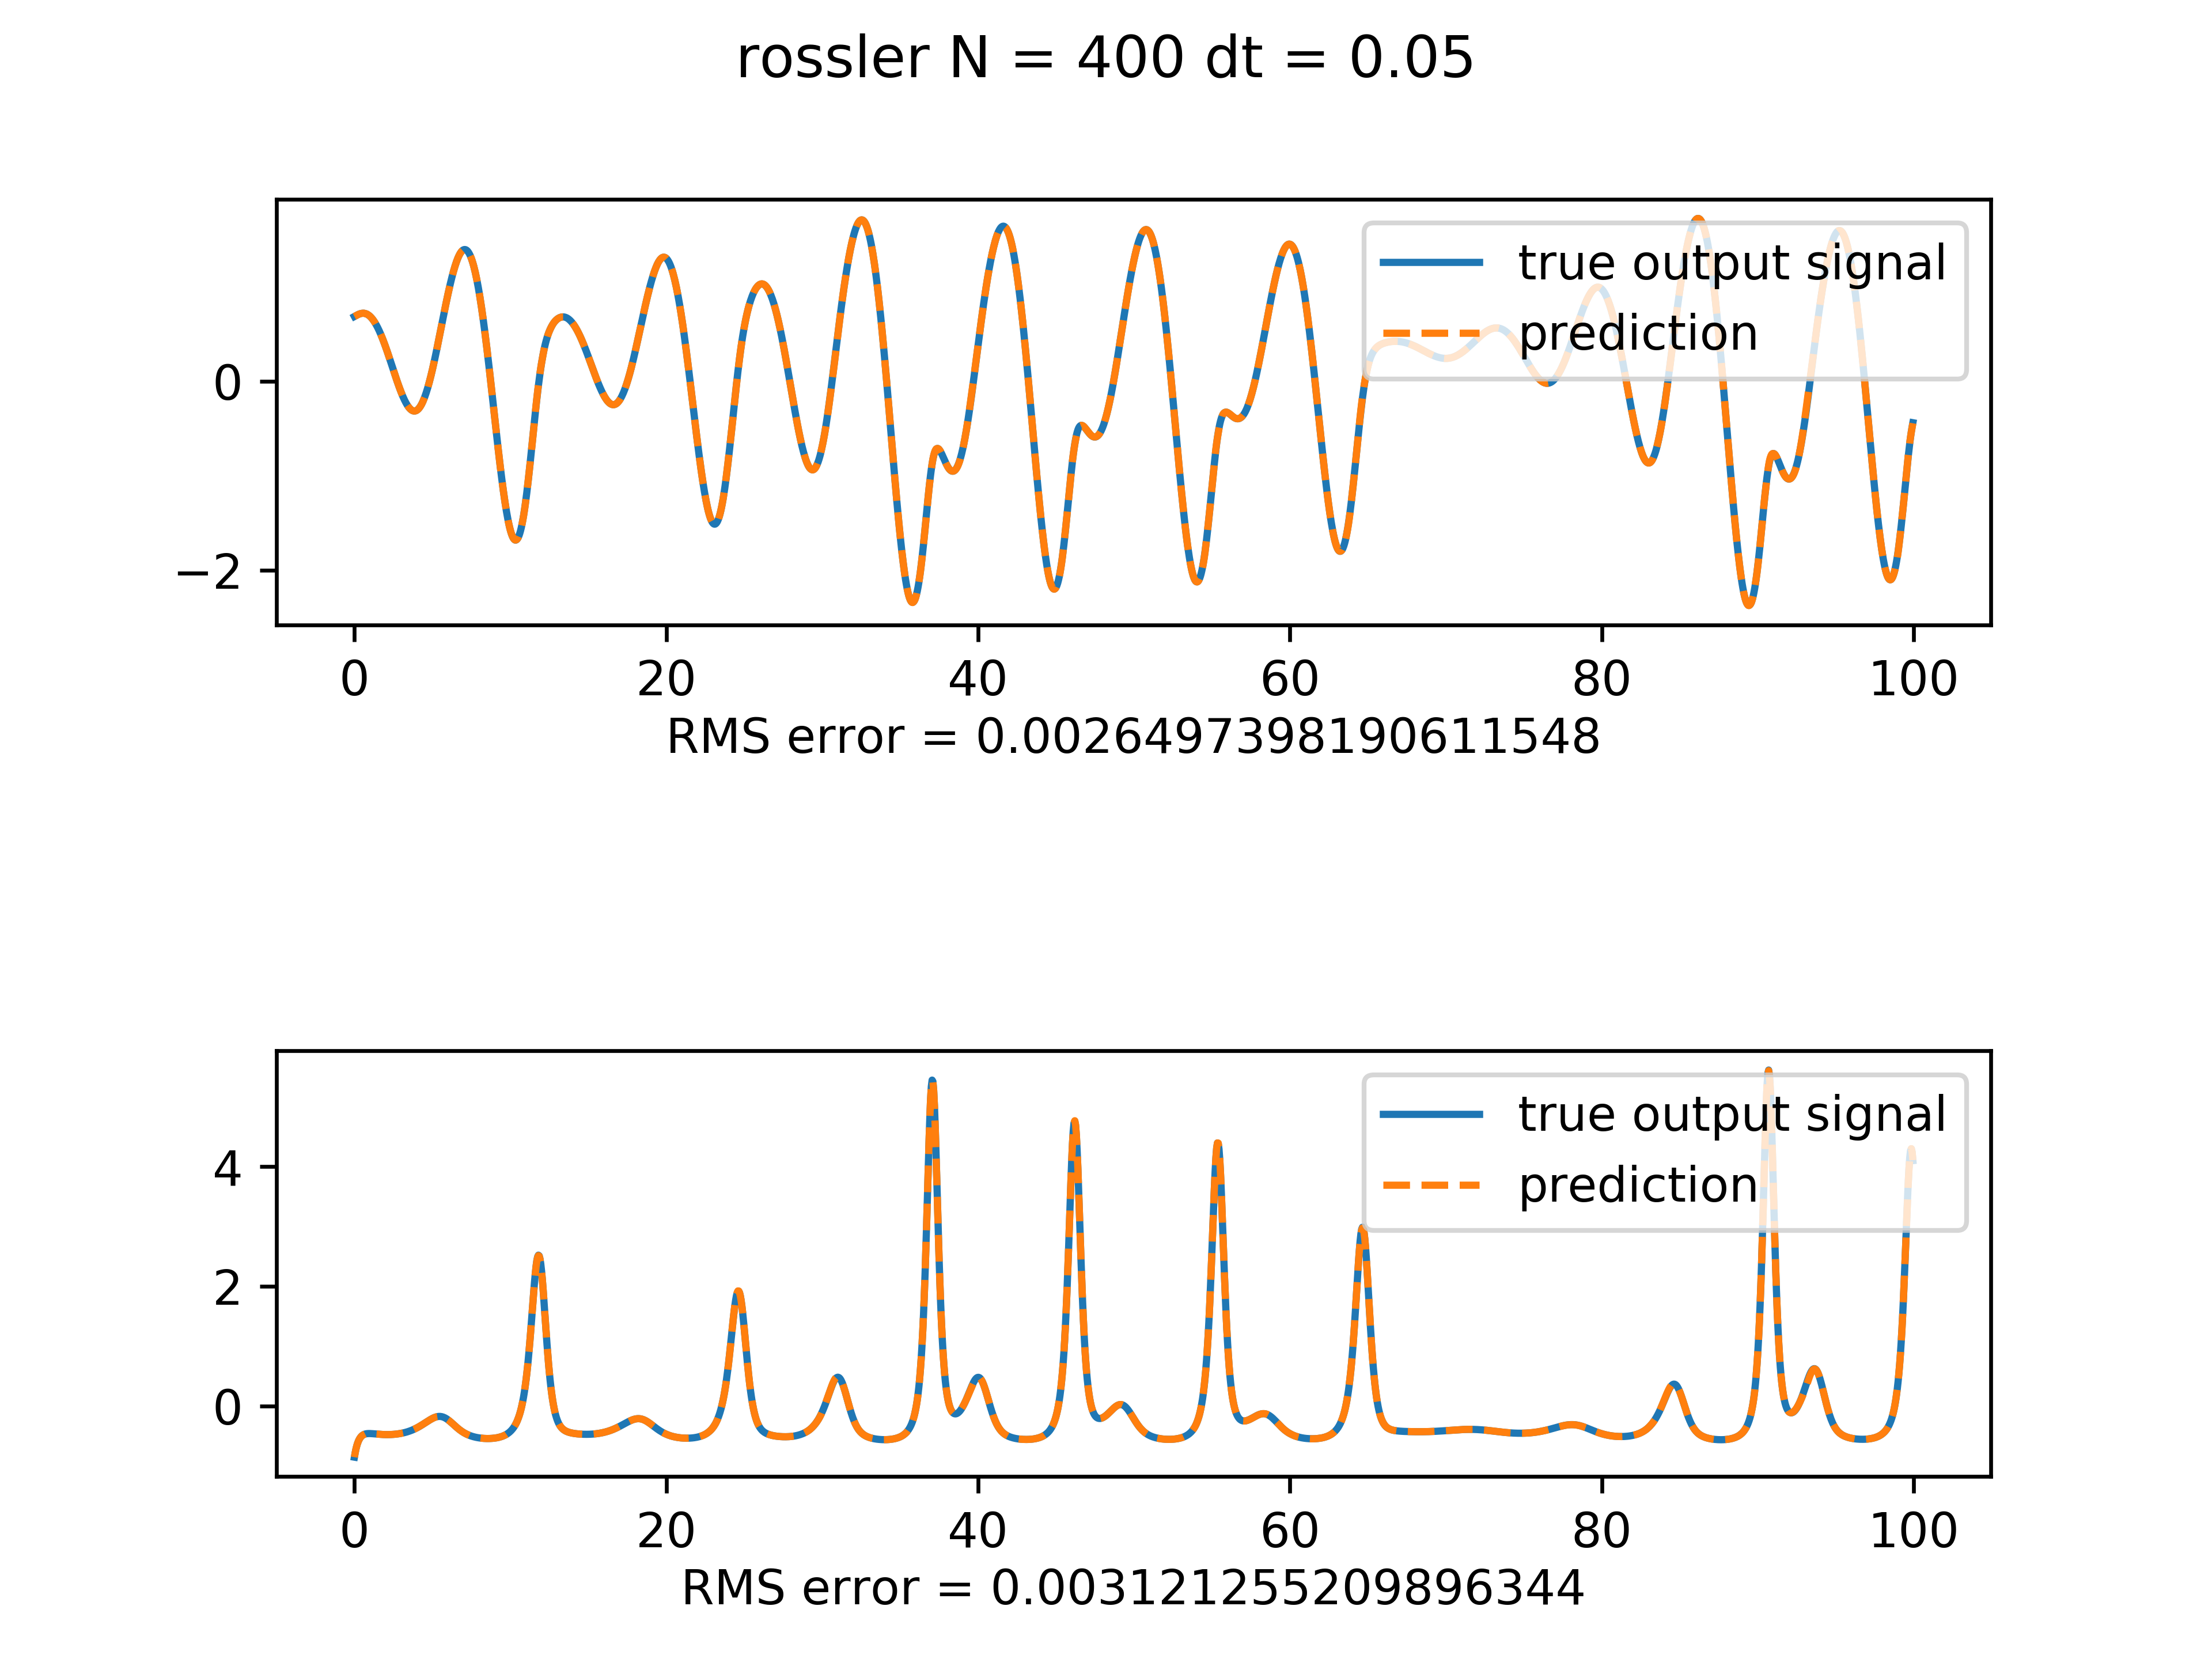 rossler N = 400 dt = 0.05
true output signal
prediction
0
−2
0 20 40 60 80 100
RMS error = 0.0026497398190611548
true output signal
prediction
4
2
0
0 20 40 60 80 100
RMS error = 0.003121255209896344